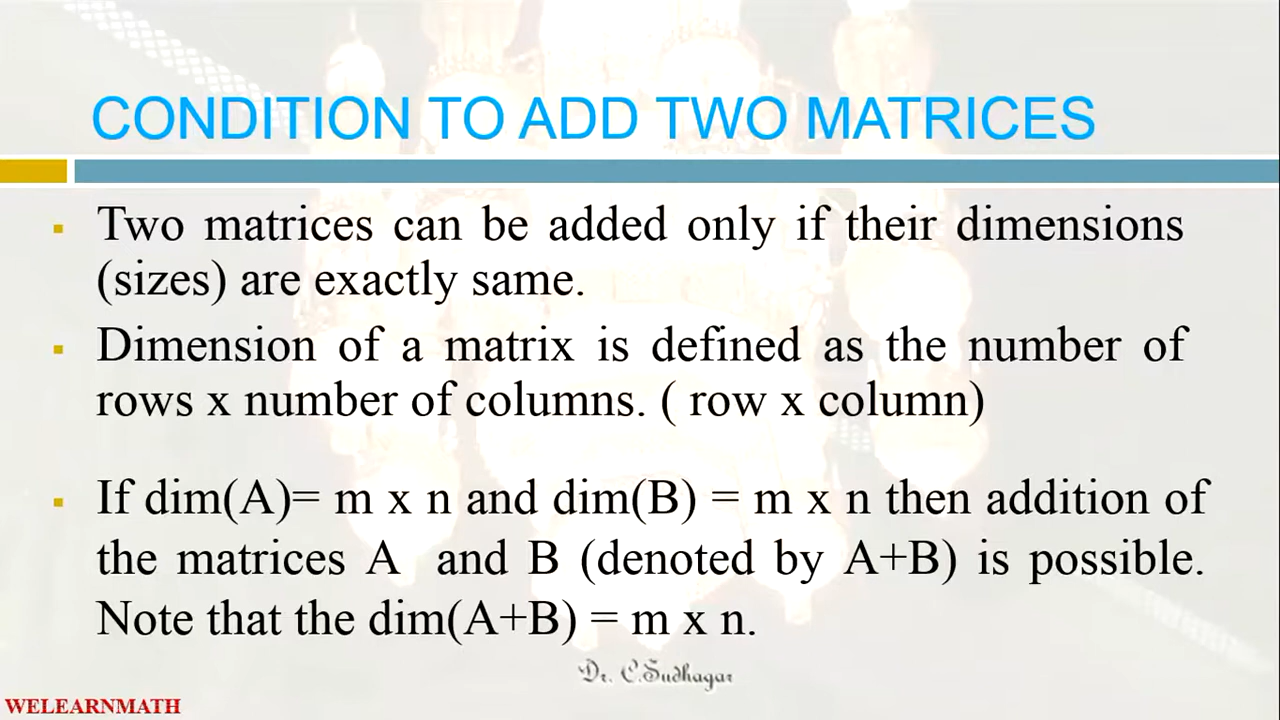 CONDITION TO ADD TWO MATRICES
▪ Two matrices can be added only if their dimensions
(sizes) are exactly same.
▪ Dimension of a matrix is defined as the number of
rows x number of columns. ( row x column)
▪ If dim(A)= m x n and dim(B) = m x n then addition of
the matrices A and B (denoted by A+B) is possible.
Note that the dim(A+B) = m x n.
Dr. C.Sudhagar
WELEARNMATH